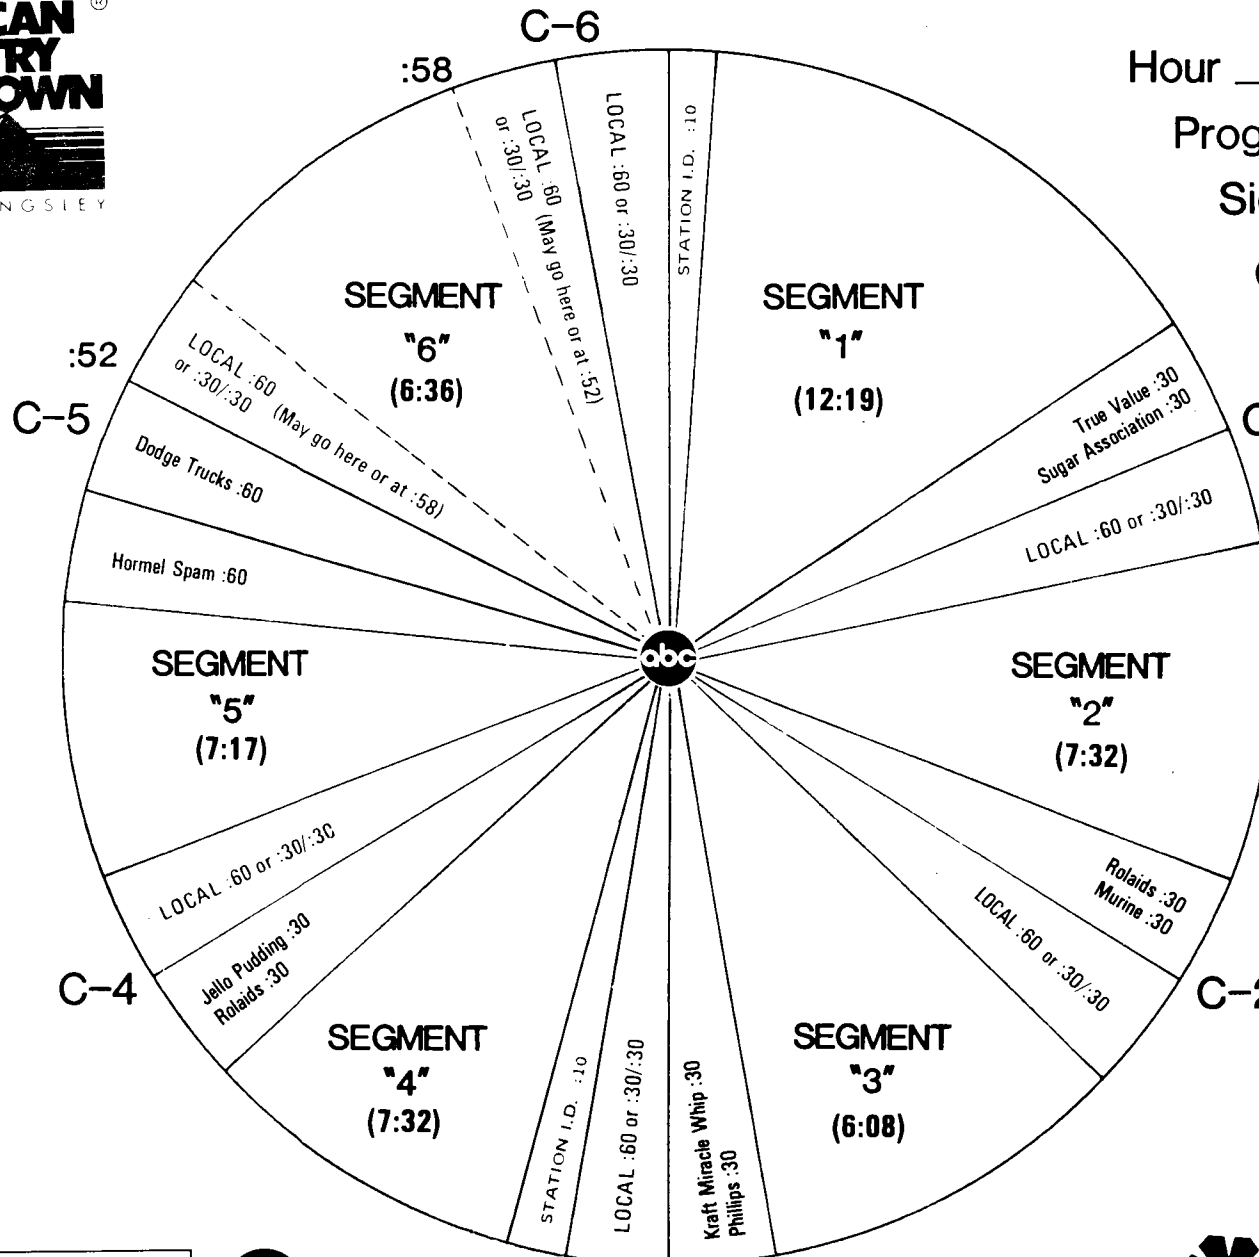 CAN ®
TRY
OWN
NGSLEY
C-6
:58
Hour
Prog
LOCAL :60 (May go here or at :52)
or :30/:30
LOCAL :60 or :30/:30
STATION I.D. :10
SEGMENT
"6"
(6:36)
SEGMENT
"1"
(12:19)
:52
C-5
LOCAL :60 (May go here or at :58)
or :30/:30
True Value :30
Sugar Association :30
Dodge Trucks :60
LOCAL :60 or :30/:30
Hormel Spam :60
abc
SEGMENT
"5"
(7:17)
SEGMENT
"2"
(7:32)
LOCAL :60 or :30/:30
Rolaids :30
Murine :30
LOCAL :60 or :30/:30
C-4
Jello Pudding :30
Rolaids :30
C-2
SEGMENT
"4"
(7:32)
SEGMENT
"3"
(6:08)
STATION I.D. :10
LOCAL :60 or :30/:30
Kraft Miracle Whip :30
Phillips :30